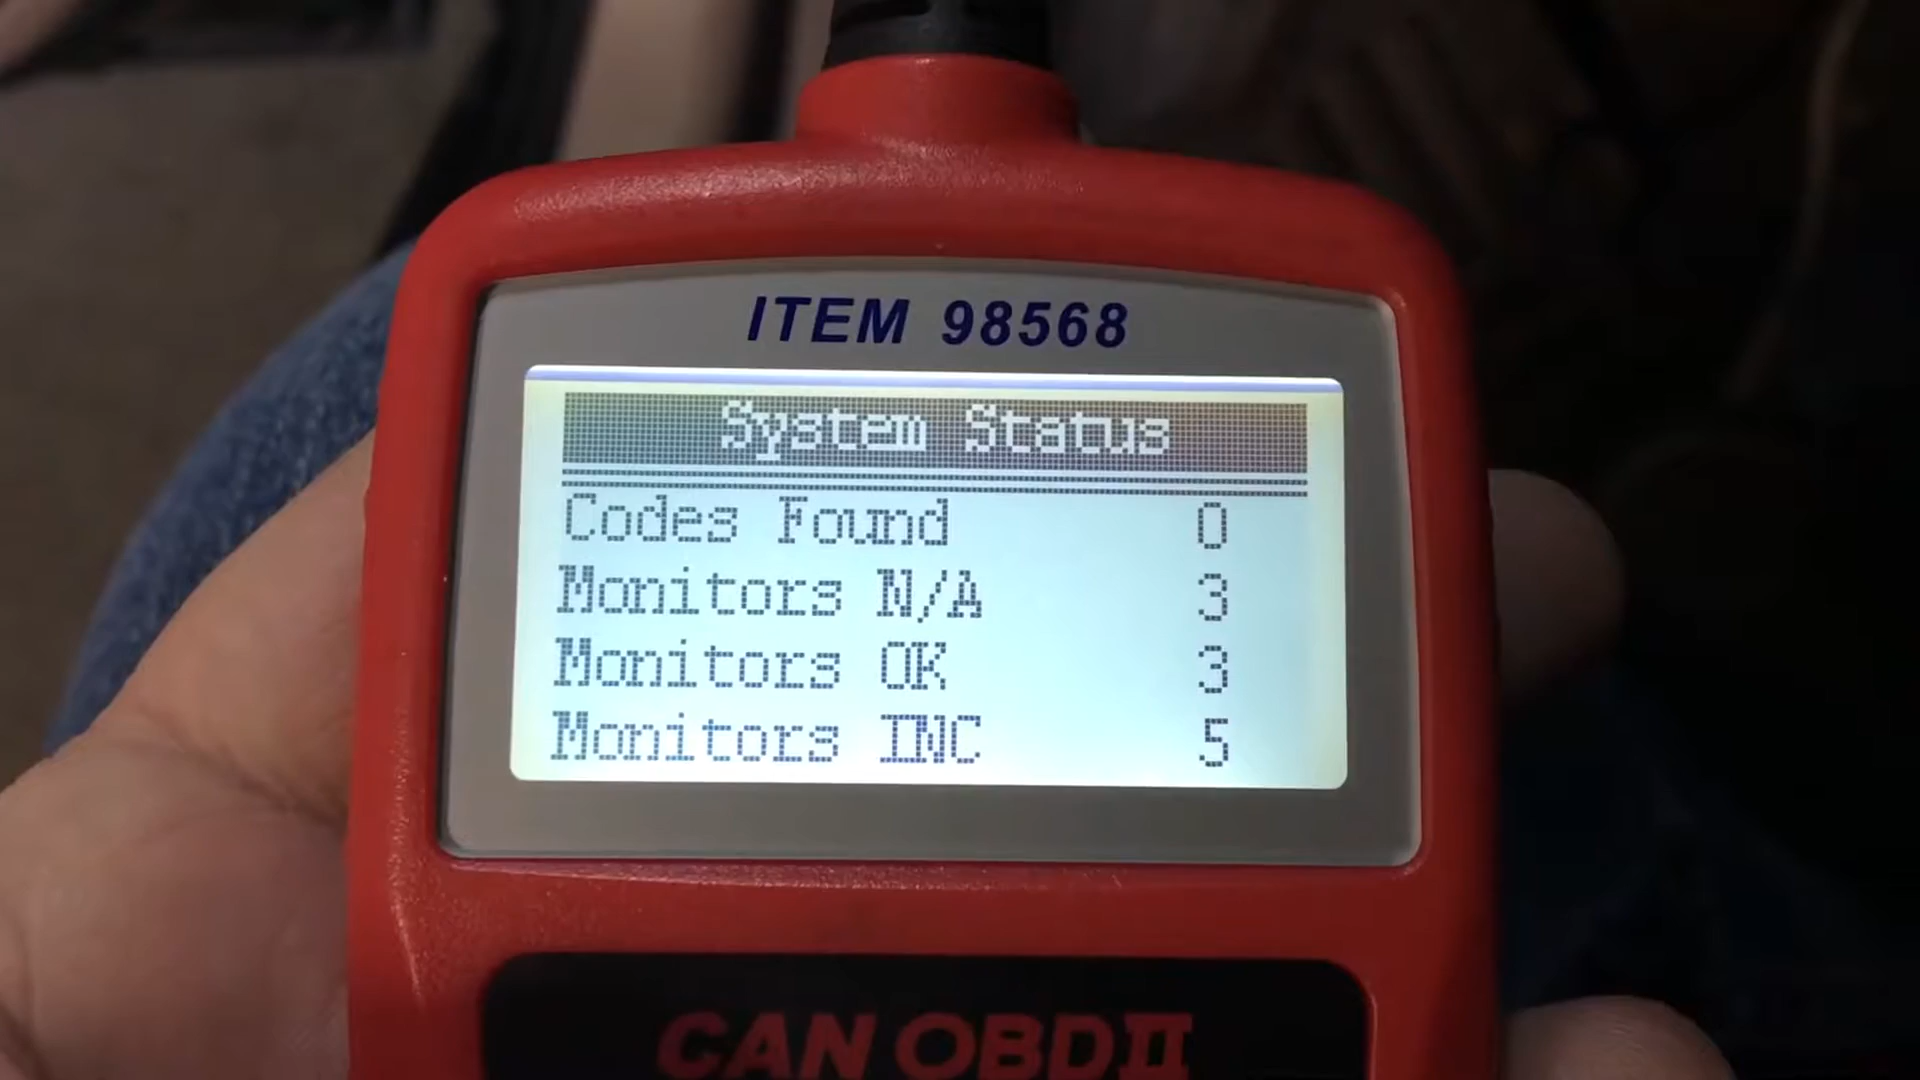 ITEM 98568
System Status
Codes Found 0
Monitors N/A 3
Monitors OK 3
Monitors INC 5
CAN OBDII